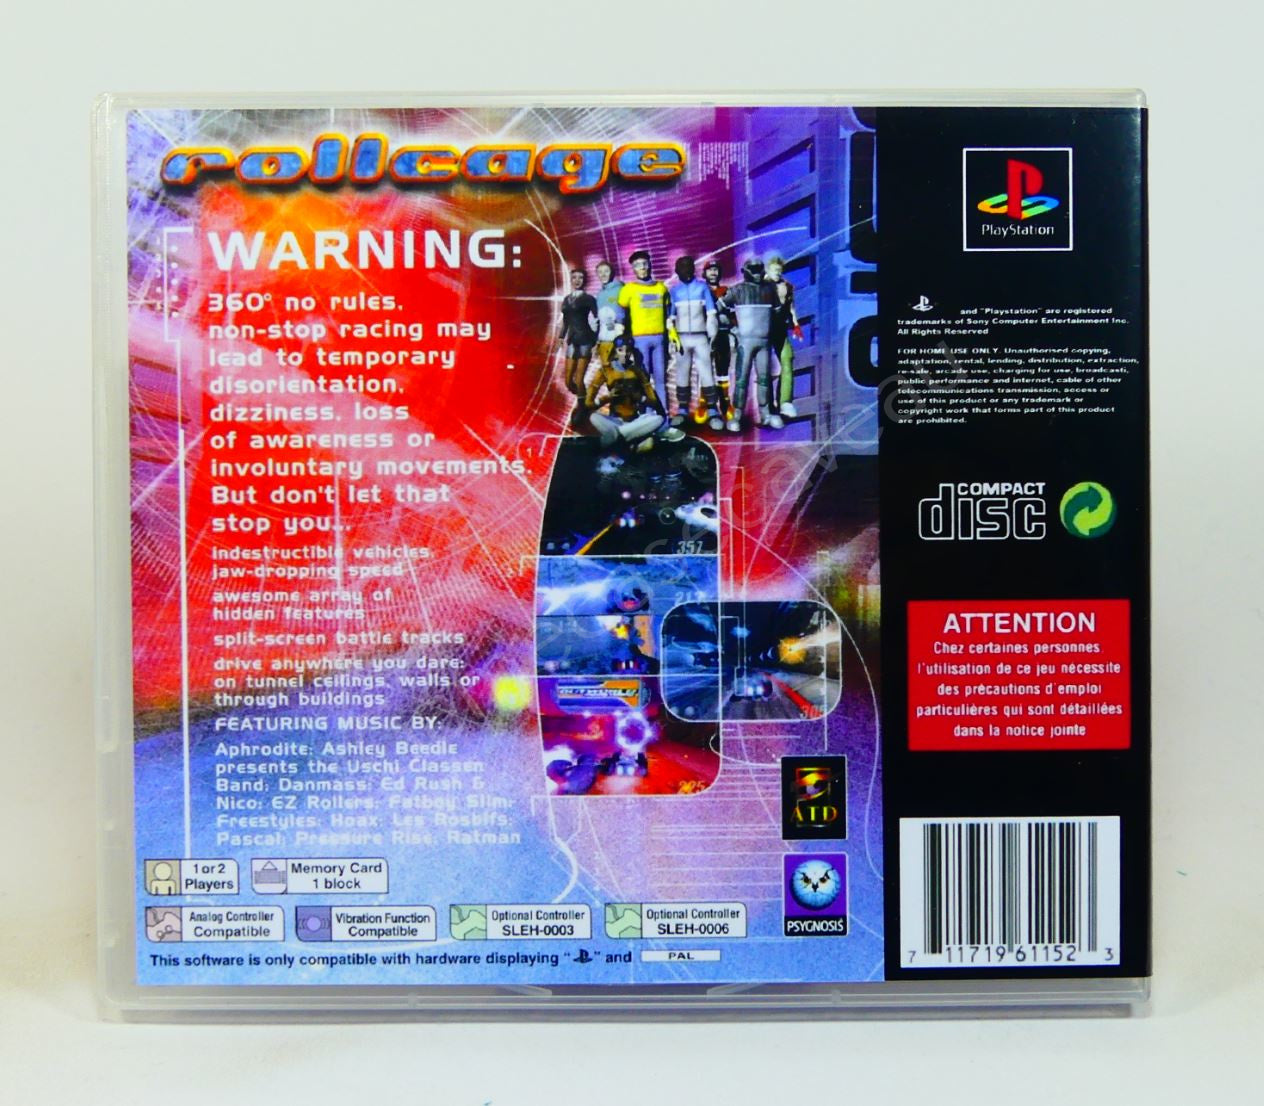 rollcage
WARNING:
360° no rules,
non-stop racing may
lead to temporary
disorientation,
dizziness, loss
of awareness or
involuntary movements.
But don't let that
stop you...
indestructible vehicles,
jaw-dropping speed
awesome array of
hidden features
split-screen battle tracks
drive anywhere you dare:
on tunnel ceilings, walls or
through buildings
FEATURING MUSIC BY:
Aphrodite; Ashley Beedle
presents the Uschi Classen
Band; Danmass; Ed Rush &
Nico; EZ Rollers; Fatboy Slim;
Freestyles; Hoax; Les Rosbifs;
Pascal; Pressure Rise, Ratman
1 or 2
Players
Memory Card
1 block
Analog Controller
Compatible
Vibration Function
Compatible
Optional Controller
SLEH-0003
Optional Controller
SLEH-0006
This software is only compatible with hardware displaying " " and PAL
351
217
305
ATD
PSYGNOSIS
PlayStation
and "Playstation" are registered
trademarks of Sony Computer Entertainment Inc.
All Rights Reserved
FOR HOME USE ONLY. Unauthorised copying,
adaptation, rental, lending, distribution, extraction,
re-sale, arcade use, charging for use, broadcasti,
public performance and internet, cable of other
telecommunications transmission, access or
use of this product or any trademark or
copyright work that forms part of this product
are prohibited.
COMPACT
disc
ATTENTION
Chez certaines personnes,
l'utilisation de ce jeu nécessite
des précautions d'emploi
particulières qui sont détaillées
dans la notice jointe
7 11719 61152 3